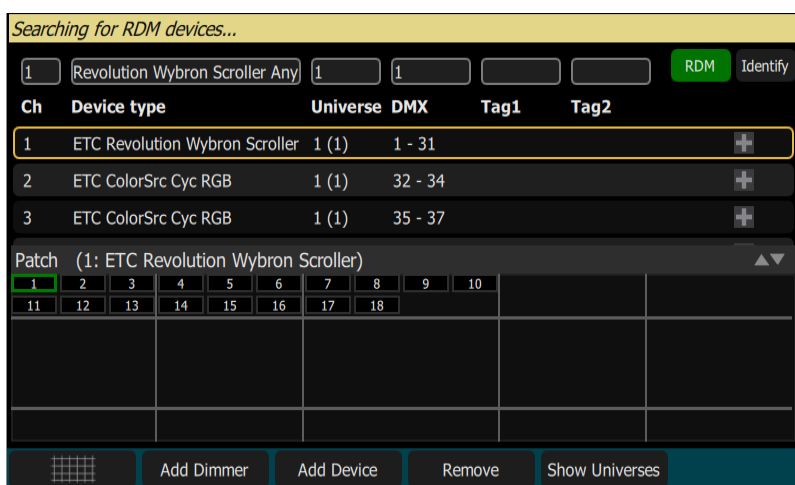 Searching for RDM devices...
1 Revolution Wybron Scroller Any 1 1 RDM Identify
Ch Device type Universe DMX Tag1 Tag2
1 ETC Revolution Wybron Scroller 1 (1) 1 - 31
2 ETC ColorSrc Cyc RGB 1 (1) 32 - 34
3 ETC ColorSrc Cyc RGB 1 (1) 35 - 37
Patch (1: ETC Revolution Wybron Scroller)
1 2 3 4 5 6 7 8 9 10
11 12 13 14 15 16 17 18
Add Dimmer Add Device Remove Show Universes